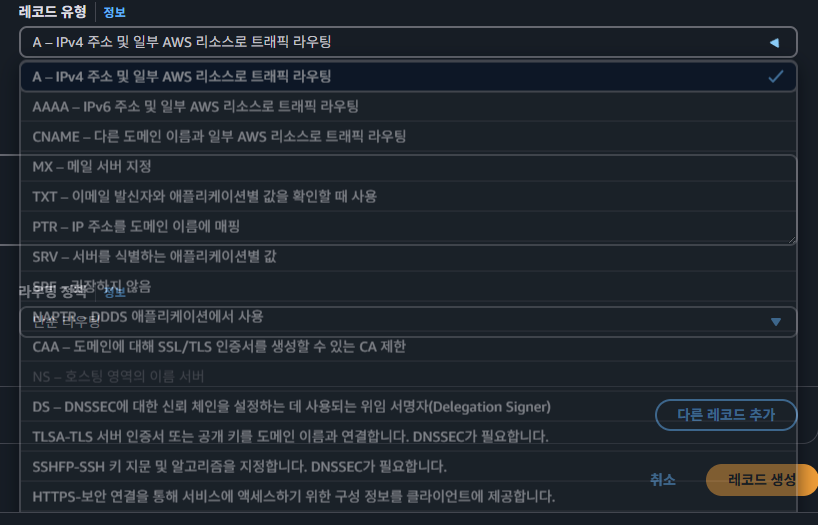 레코드 유형 정보
A – IPv4 주소 및 일부 AWS 리소스로 트래픽 라우팅
A – IPv4 주소 및 일부 AWS 리소스로 트래픽 라우팅
AAAA – IPv6 주소 및 일부 AWS 리소스로 트래픽 라우팅
CNAME – 다른 도메인 이름과 일부 AWS 리소스로 트래픽 라우팅
MX – 메일 서버 지정
TXT – 이메일 발신자와 애플리케이션별 값을 확인할 때 사용
PTR – IP 주소를 도메인 이름에 매핑
SRV – 서버를 식별하는 애플리케이션별 값
SPF – 권장하지 않음
라우팅 정책 정보
NAPTR – DDDS 애플리케이션에서 사용
단순 라우팅
CAA – 도메인에 대해 SSL/TLS 인증서를 생성할 수 있는 CA 제한
NS – 호스팅 영역의 이름 서버
DS – DNSSEC에 대한 신뢰 체인을 설정하는 데 사용되는 위임 서명자(Delegation Signer)
다른 레코드 추가
TLSA-TLS 서버 인증서 또는 공개 키를 도메인 이름과 연결합니다. DNSSEC가 필요합니다.
SSHFP-SSH 키 지문 및 알고리즘을 지정합니다. DNSSEC가 필요합니다.
취소 레코드 생성
HTTPS-보안 연결을 통해 서비스에 액세스하기 위한 구성 정보를 클라이언트에 제공합니다.